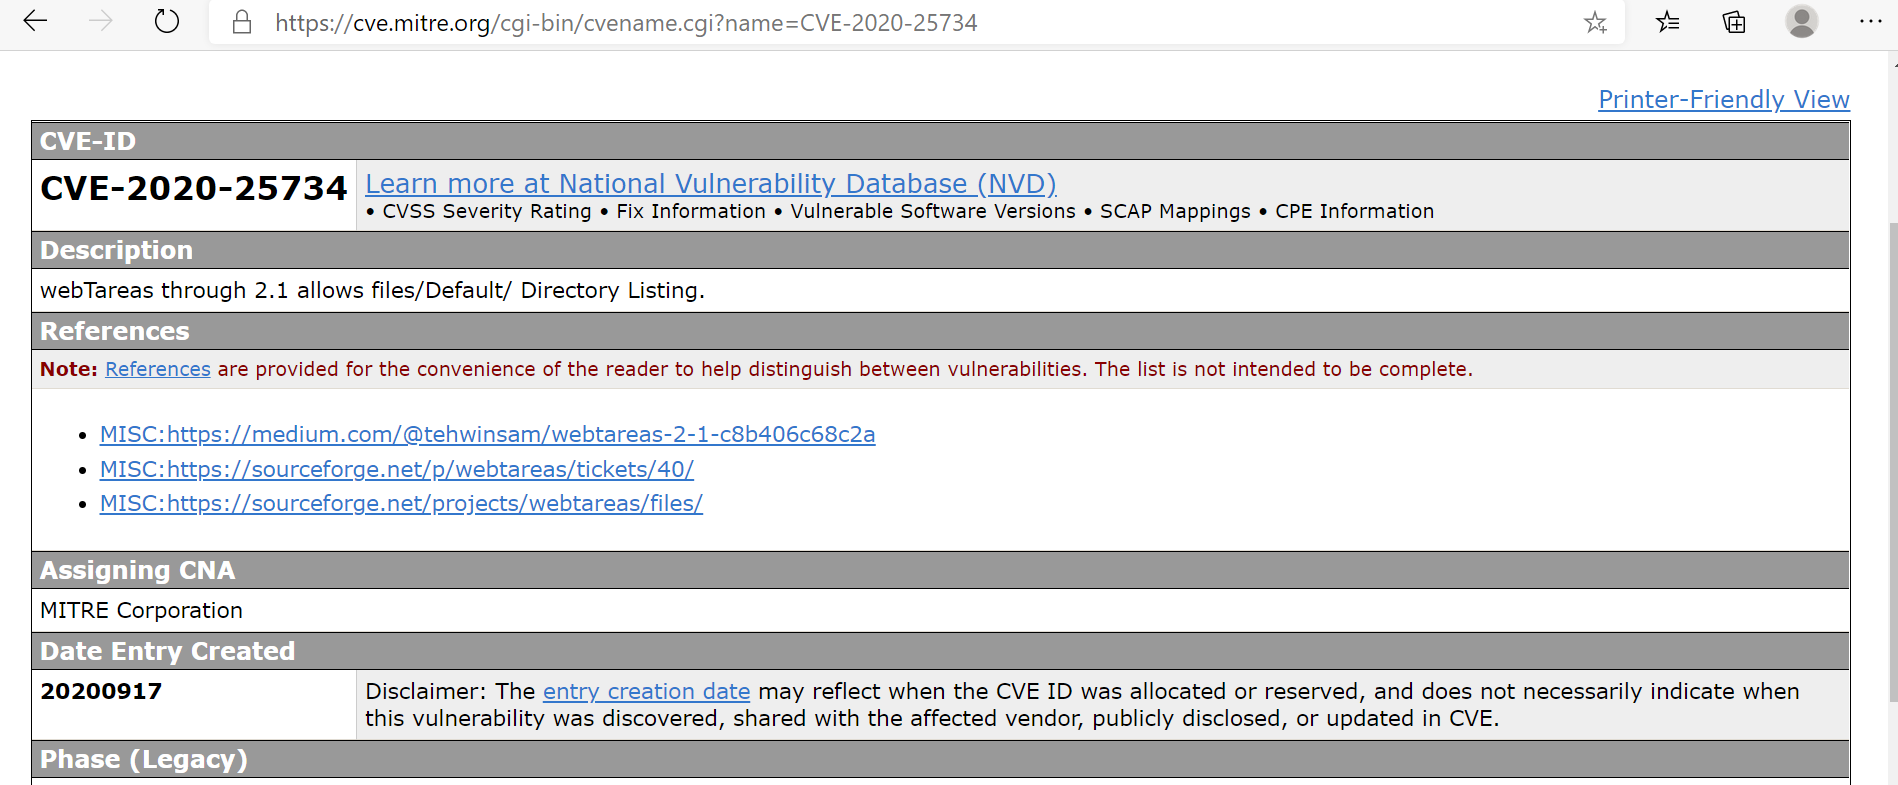 https://cve.mitre.org/cgi-bin/cvename.cgi?name=CVE-2020-25734
Printer-Friendly View
CVE-ID
CVE-2020-25734
Learn more at National Vulnerability Database (NVD)
• CVSS Severity Rating • Fix Information • Vulnerable Software Versions • SCAP Mappings • CPE Information
Description
webTareas through 2.1 allows files/Default/ Directory Listing.
References
Note: References are provided for the convenience of the reader to help distinguish between vulnerabilities. The list is not intended to be complete.
• MISC:https://medium.com/@tehwinsam/webtareas-2-1-c8b406c68c2a
• MISC:https://sourceforge.net/p/webtareas/tickets/40/
• MISC:https://sourceforge.net/projects/webtareas/files/
Assigning CNA
MITRE Corporation
Date Entry Created
20200917
Disclaimer: The entry creation date may reflect when the CVE ID was allocated or reserved, and does not necessarily indicate when
this vulnerability was discovered, shared with the affected vendor, publicly disclosed, or updated in CVE.
Phase (Legacy)